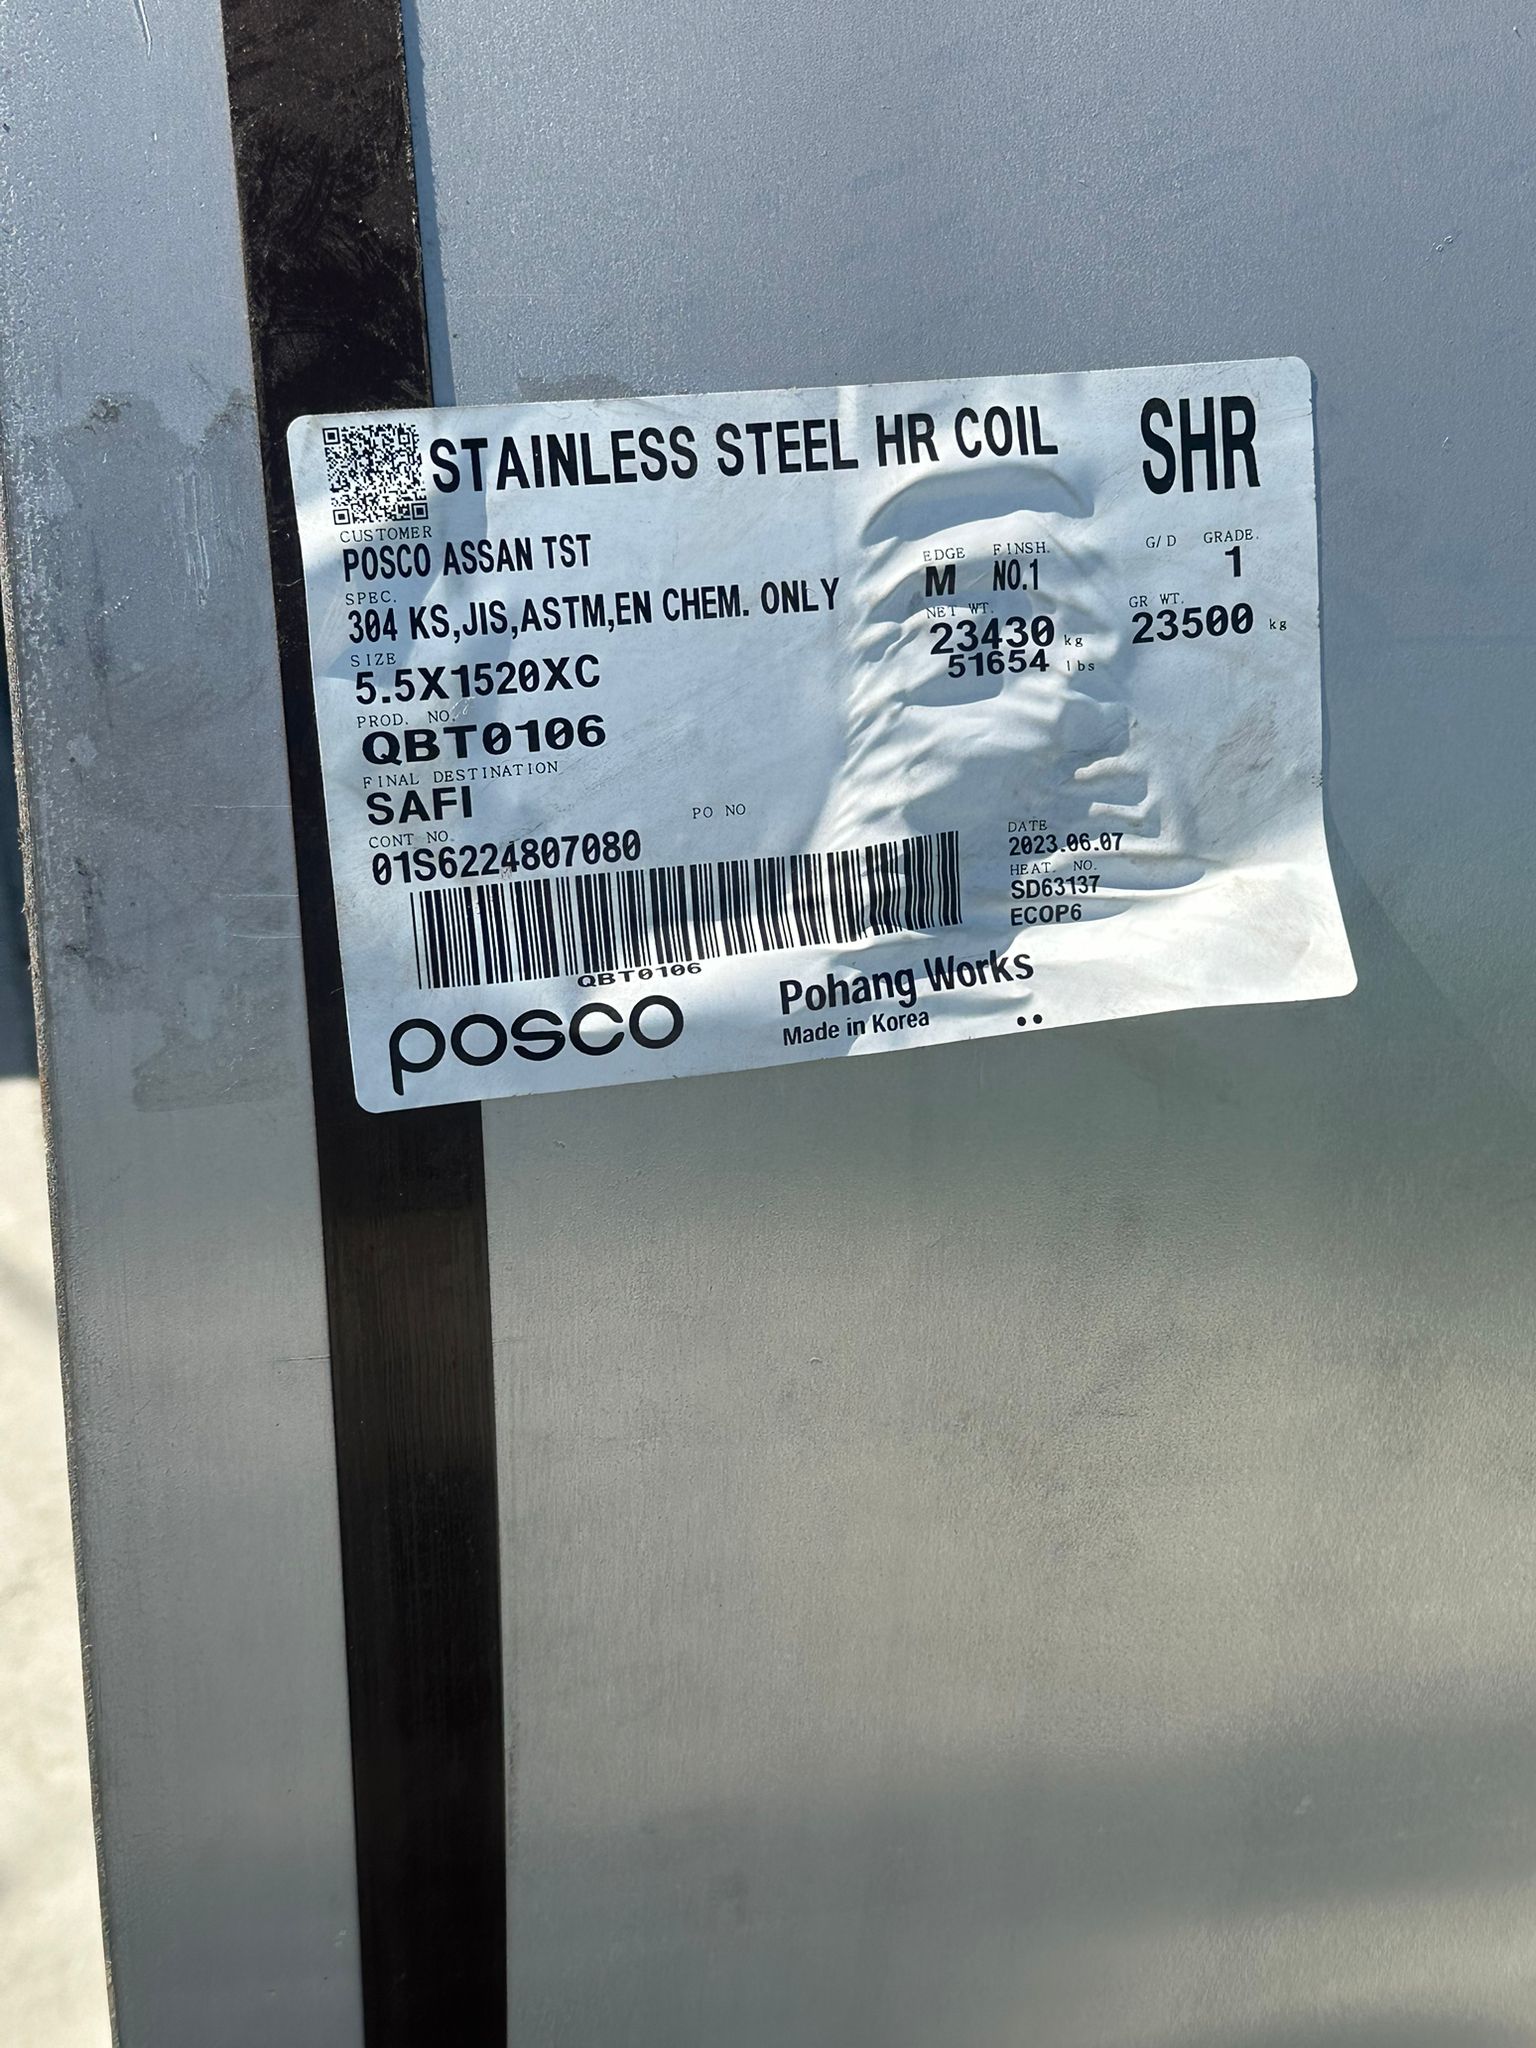 STAINLESS STEEL HR COIL SHR
CUSTOMER
POSCO ASSAN TST
EDGE FINSH. G/D GRADE.
M NO.1 1
SPEC.
304 KS,JIS,ASTM,EN CHEM. ONLY
NET WT. GR WT.
23430 kg 23500 kg
51654 lbs
SIZE
5.5X1520XC
PROD. NO.
QBT0106
FINAL DESTINATION
SAFI
CONT NO. PO NO
01S6224807080
DATE
2023.06.07
HEAT. NO.
SD63137
ECOP6
QBT0106
posco
Pohang Works
Made in Korea